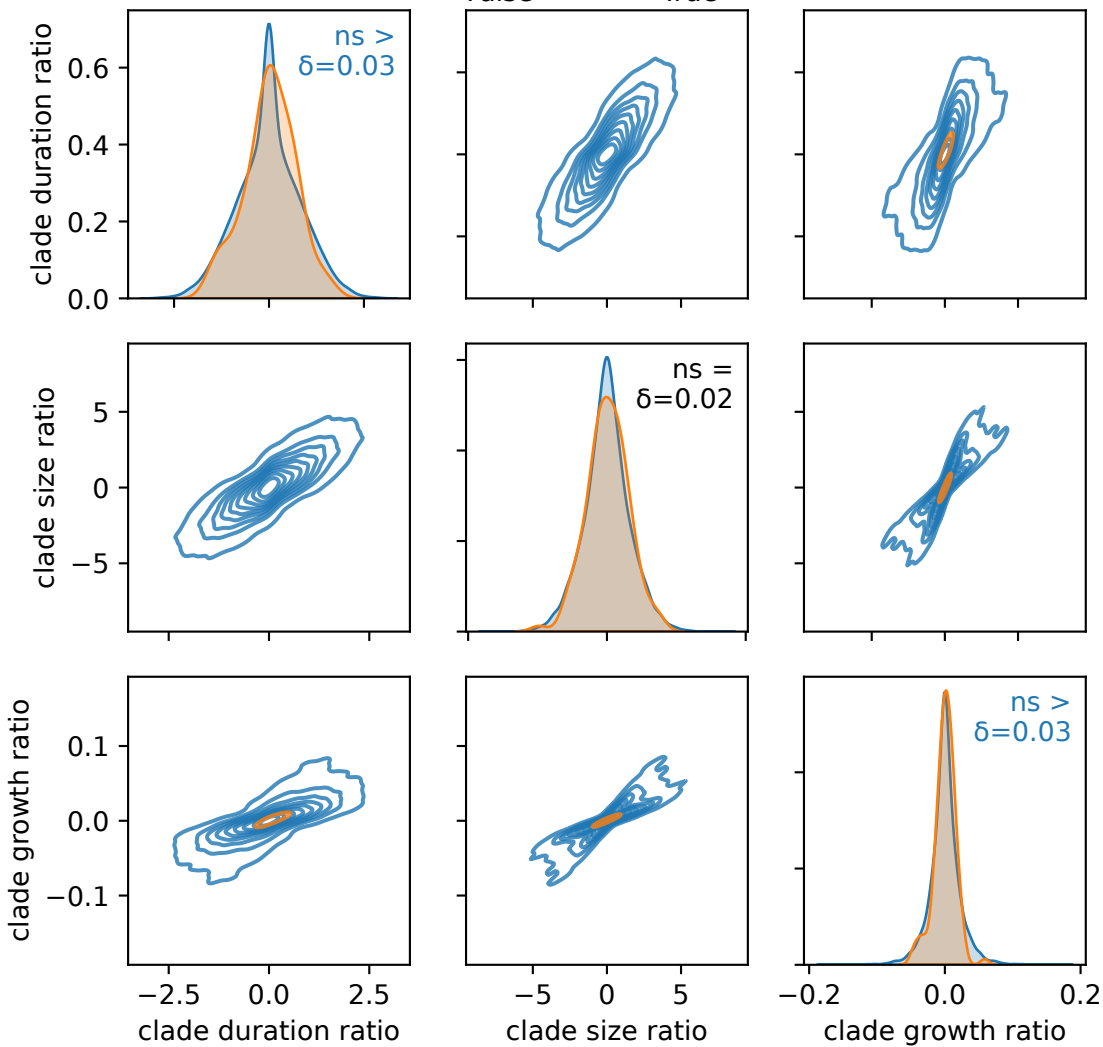 clade duration ratio
0.6
0.4
0.2
0.0
ns >
δ=0.03
clade size ratio
5
0
−5
ns =
δ=0.02
clade growth ratio
0.1
0.0
−0.1
ns >
δ=0.03
−2.5 0.0 2.5
clade duration ratio
−5 0 5
clade size ratio
−0.2 0.0 0.2
clade growth ratio